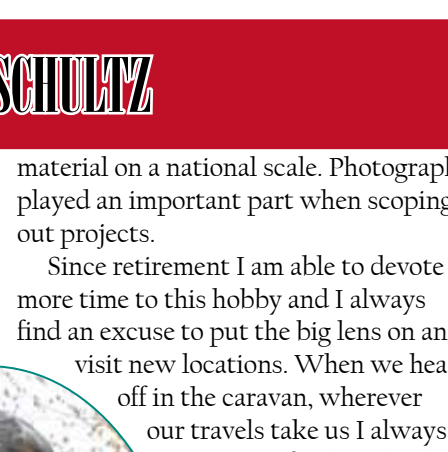 SCHULTZ
material on a national scale. Photograph
played an important part when scoping
out projects.
Since retirement I am able to devote
more time to this hobby and I always
find an excuse to put the big lens on an
visit new locations. When we hea
off in the caravan, wherever
our travels take us I always